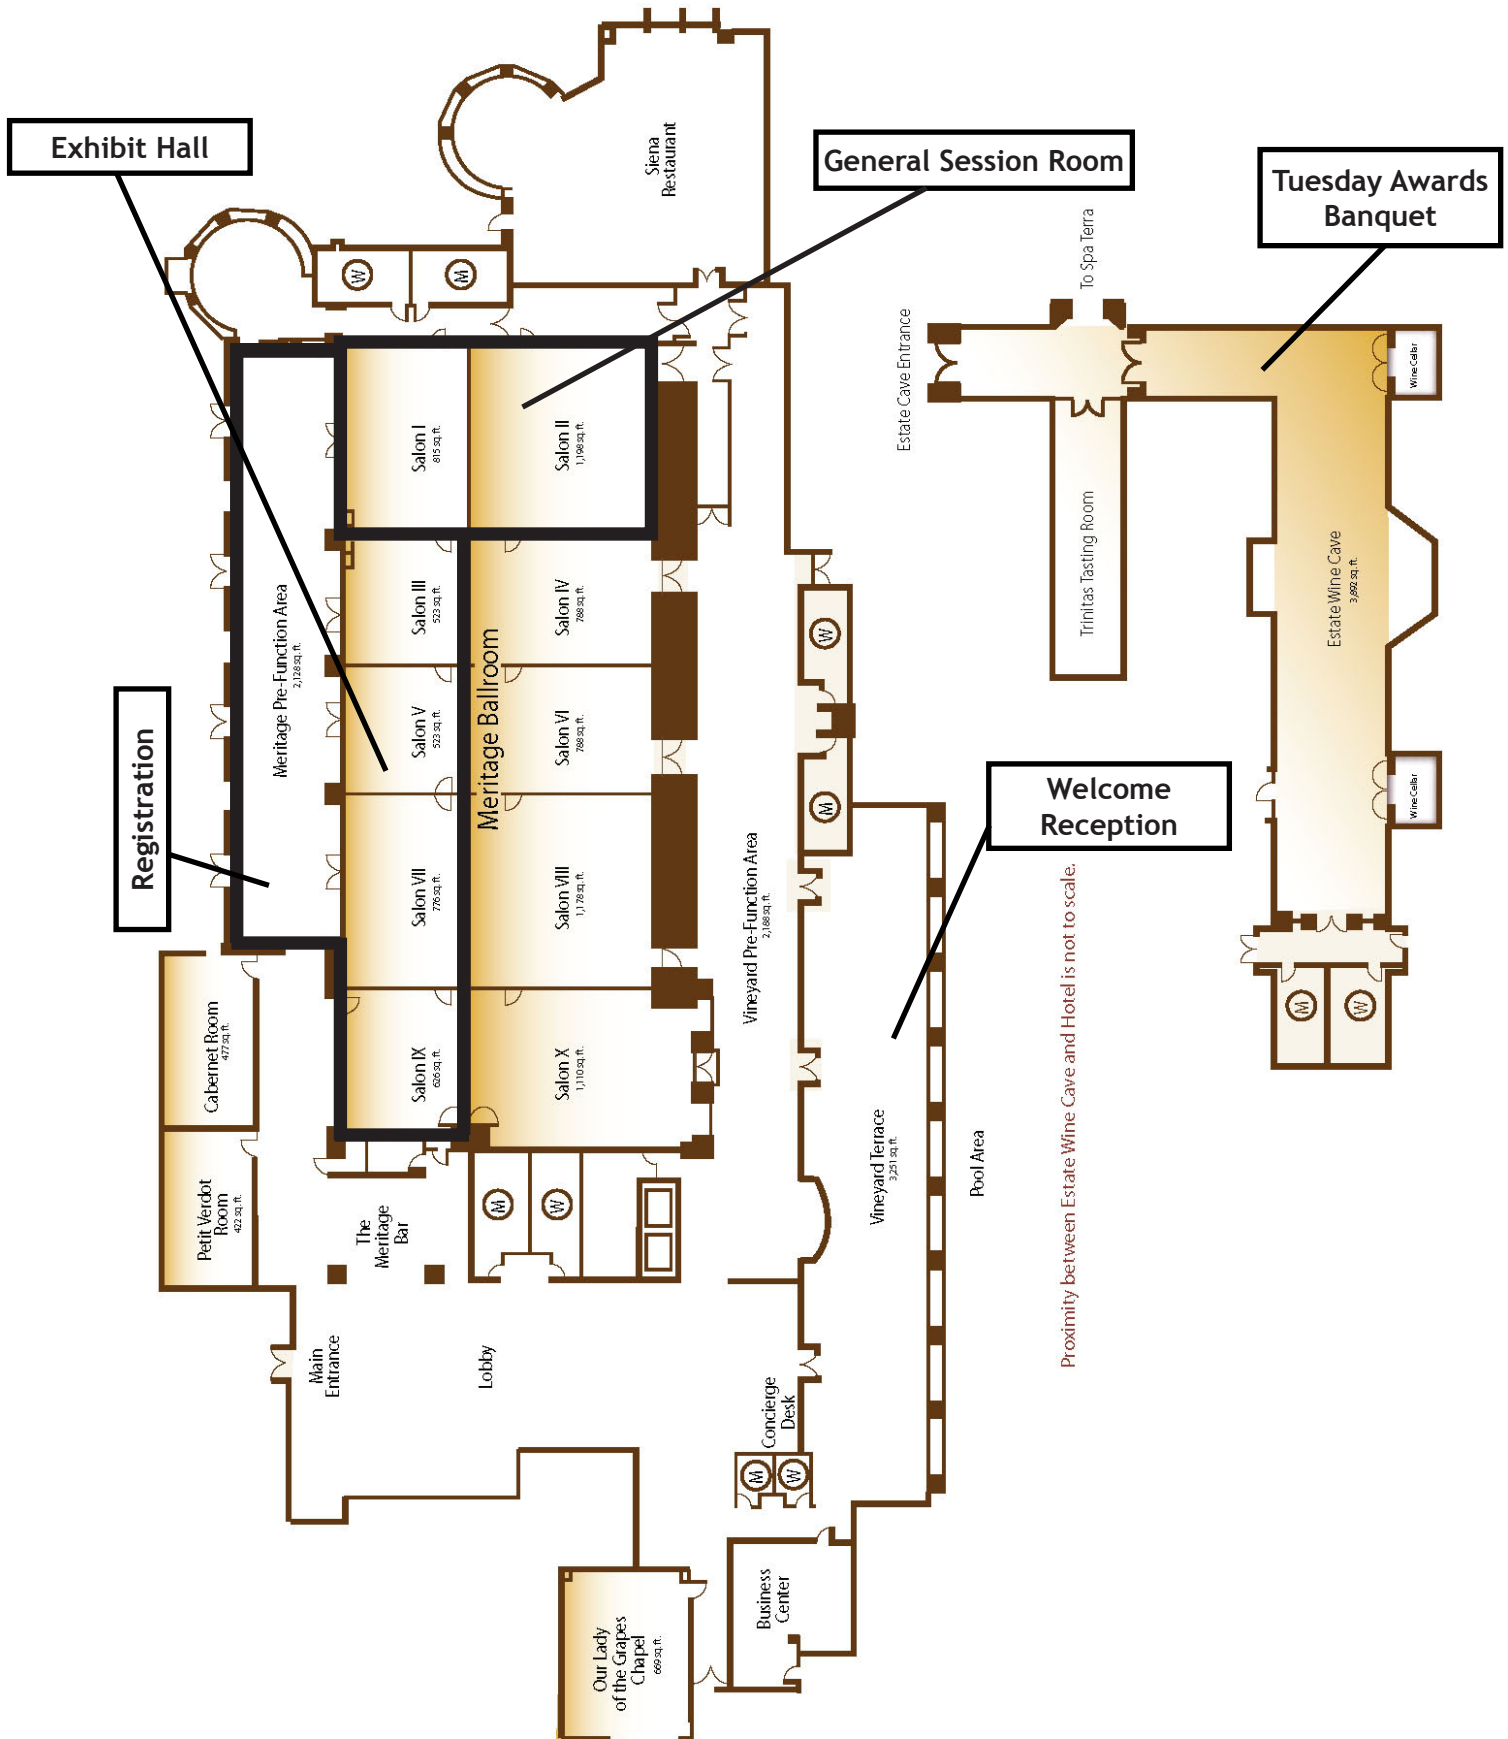 Exhibit Hall
General Session Room
Tuesday Awards
Banquet
Siena
Restaurant
To Spa Terra
Estate Cave Entrance
Wine Cellar
W
M
Salon I
815 sq. ft.
Salon II
1,198 sq. ft.
Trinitas Tasting Room
Estate Wine Cave
3,892 sq. ft.
Meritage Pre-Function Area
2,128 sq. ft.
Salon III
523 sq. ft.
Salon IV
788 sq. ft.
Meritage Ballroom
Salon V
523 sq. ft.
Salon VI
788 sq. ft.
W
M
Wine Cellar
Registration
Welcome
Reception
Salon VII
776 sq. ft.
Salon VIII
1,178 sq. ft.
Vineyard Pre-Function Area
2,188 sq. ft.
Proximity between Estate Wine Cave and Hotel is not to scale.
M
W
Cabernet Room
477 sq. ft.
Salon IX
626 sq. ft.
Salon X
1,110 sq. ft.
Vineyard Terrace
3,251 sq. ft.
Pool Area
Petit Verdot
Room
422 sq. ft.
The
Meritage
Bar
M
W
Main
Entrance
Lobby
Concierge
Desk
M
W
Business
Center
Our Lady
of the Grapes
Chapel
669 sq. ft.